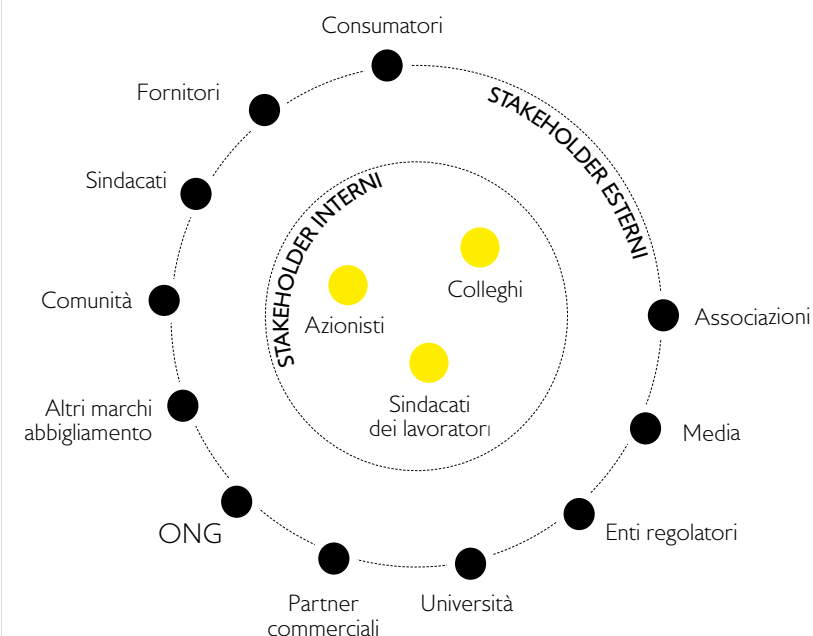 Consumatori
Fornitori
STAKEHOLDER ESTERNI
Sindacati
STAKEHOLDER INTERNI
Colleghi
Comunità
Azionisti
Associazioni
Sindacati
dei lavoratori
Altri marchi
abbigliamento
Media
ONG
Enti regolatori
Partner
commerciali
Università